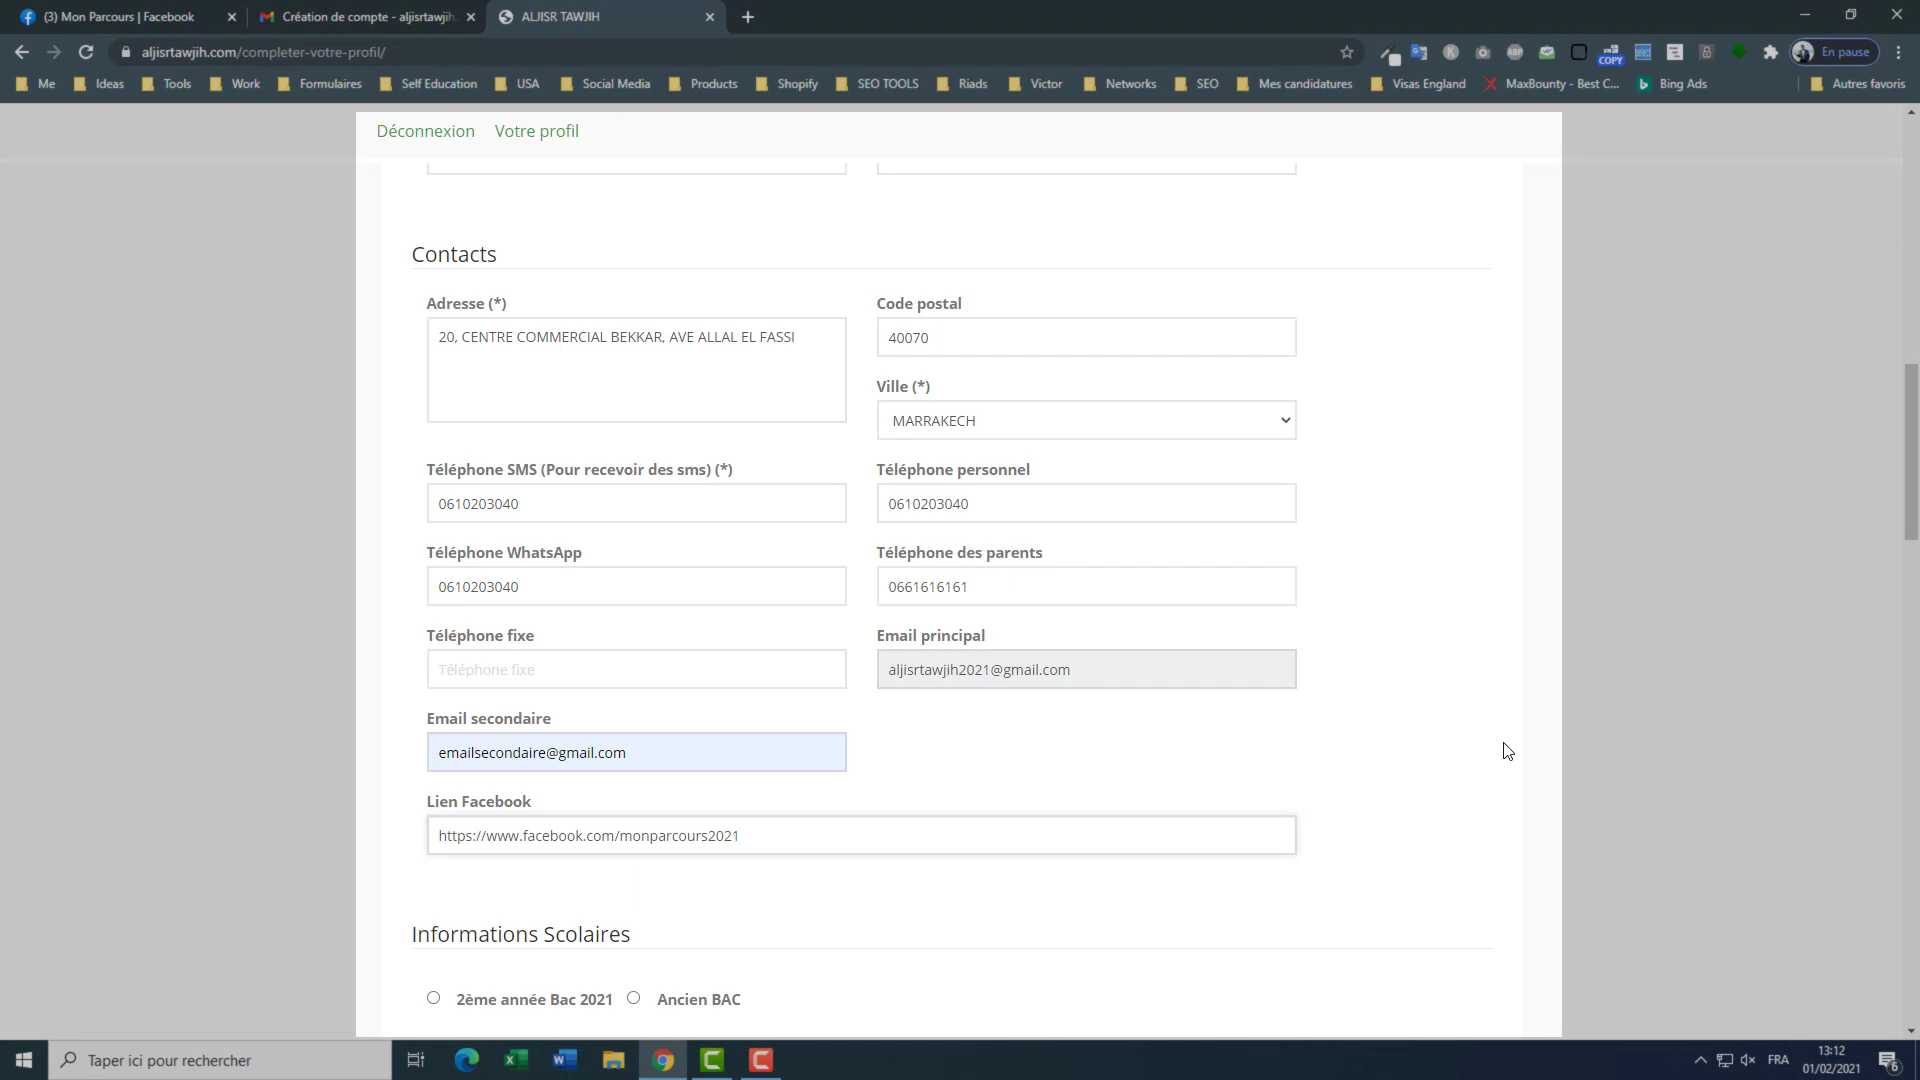 (3) Mon Parcours | Facebook
Création de compte - aljisrtawjih
ALJISR TAWJIH
aljisrtawjih.com/completer-votre-profil/
COPY
En pause
Me
Ideas
Tools
Work
Formulaires
Self Education
USA
Social Media
Products
Shopify
SEO TOOLS
Riads
Victor
Networks
SEO
Mes candidatures
Visas England
MaxBounty - Best C...
Bing Ads
Autres favoris
Déconnexion Votre profil
Contacts
Adresse (*)
Code postal
20, CENTRE COMMERCIAL BEKKAR, AVE ALLAL EL FASSI
40070
Ville (*)
MARRAKECH
Téléphone SMS (Pour recevoir des sms) (*)
Téléphone personnel
0610203040
0610203040
Téléphone WhatsApp
Téléphone des parents
0610203040
0661616161
Téléphone fixe
Email principal
Téléphone fixe
aljisrtawjih2021@gmail.com
Email secondaire
emailsecondaire@gmail.com
Lien Facebook
https://www.facebook.com/monparcours2021
Informations Scolaires
2ème année Bac 2021
Ancien BAC
Taper ici pour rechercher
FRA
13:12
01/02/2021
6